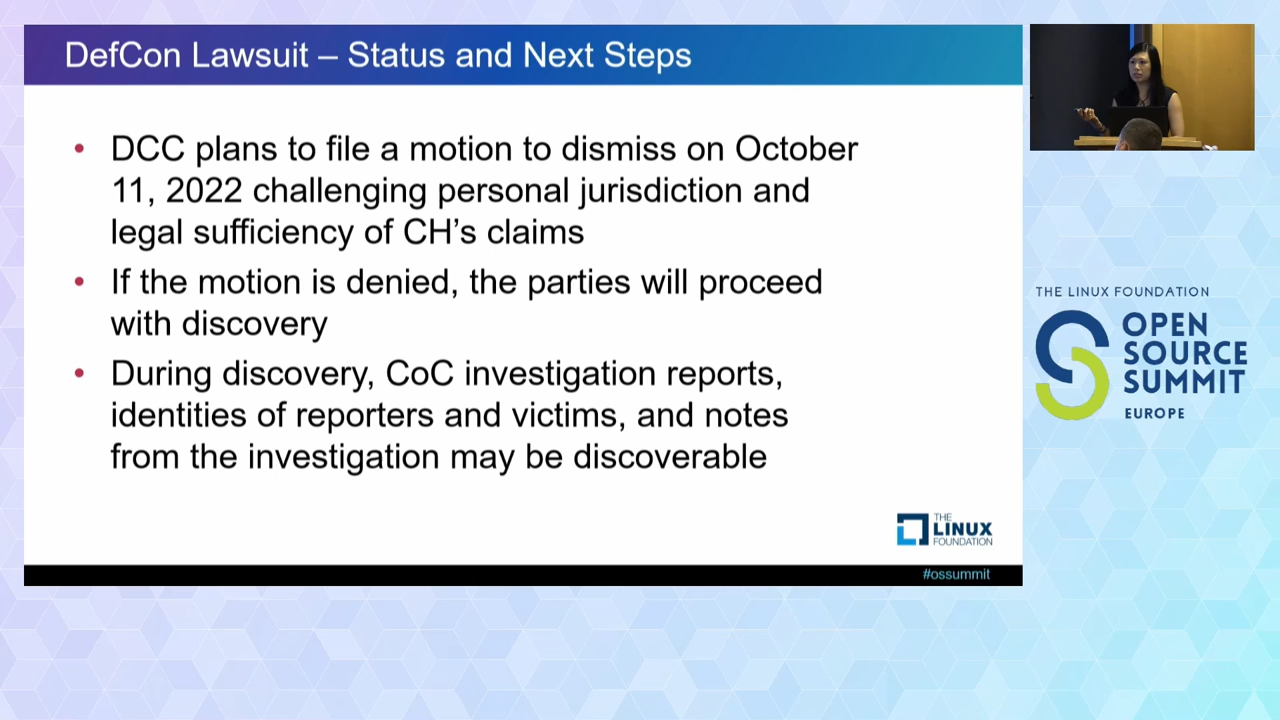 DefCon Lawsuit – Status and Next Steps
• DCC plans to file a motion to dismiss on October
11, 2022 challenging personal jurisdiction and
legal sufficiency of CH’s claims
• If the motion is denied, the parties will proceed
with discovery
• During discovery, CoC investigation reports,
identities of reporters and victims, and notes
from the investigation may be discoverable
THE
LINUX
FOUNDATION
#ossummit
THE LINUX FOUNDATION
OPEN
SOURCE
SUMMIT
EUROPE